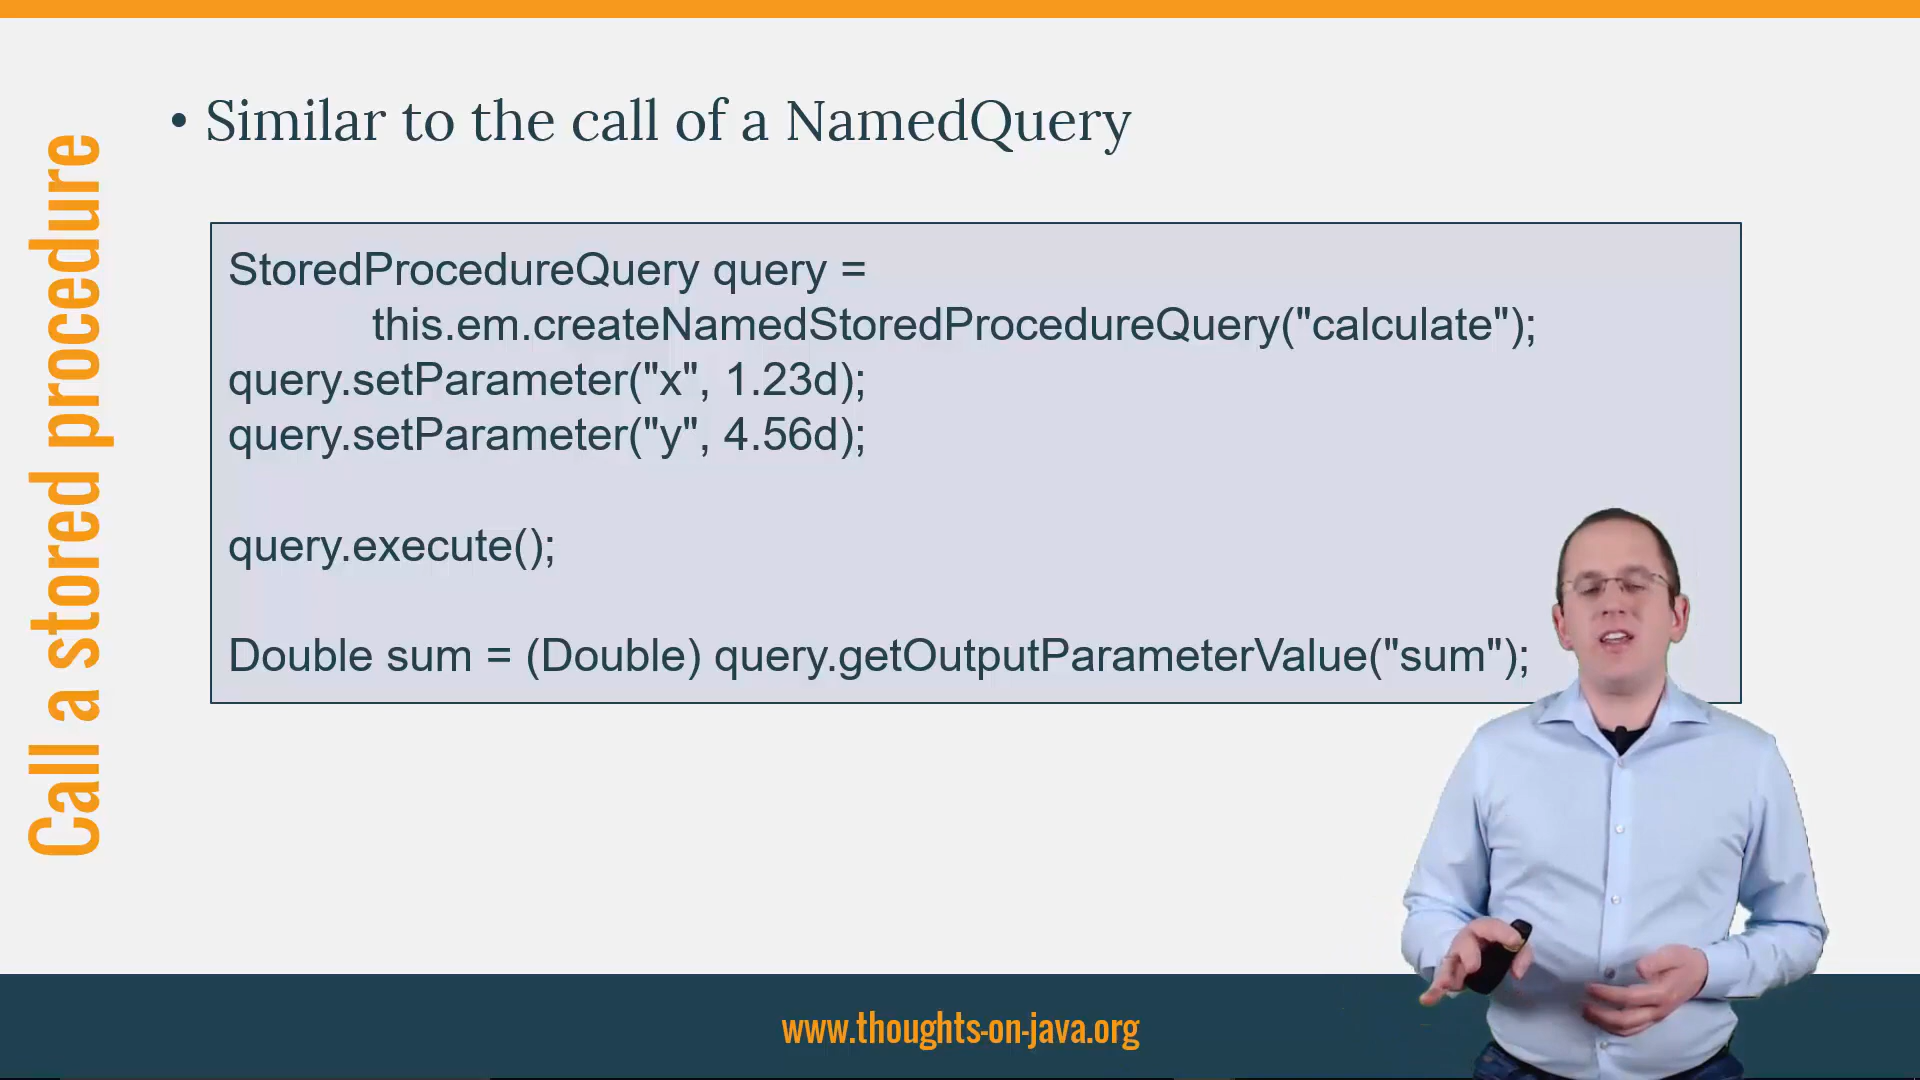 Call a stored procedure
• Similar to the call of a NamedQuery
StoredProcedureQuery query =
this.em.createNamedStoredProcedureQuery("calculate");
query.setParameter("x", 1.23d);
query.setParameter("y", 4.56d);
query.execute();
Double sum = (Double) query.getOutputParameterValue("sum");
www.thoughts-on-java.org